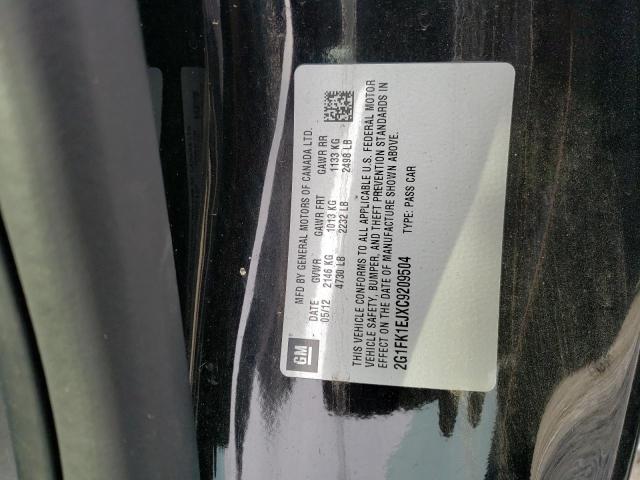 GM
MFD BY GENERAL MOTORS OF CANADA LTD.
DATE GVWR GAWR FRT GAWR RR
05/12 2146 KG 1013 KG 1133 KG
4730 LB 2232 LB 2498 LB
THIS VEHICLE CONFORMS TO ALL APPLICABLE U.S. FEDERAL MOTOR
VEHICLE SAFETY, BUMPER, AND THEFT PREVENTION STANDARDS IN
EFFECT ON THE DATE OF MANUFACTURE SHOWN ABOVE.
2G1FK1EJXC9209504 TYPE: PASS CAR